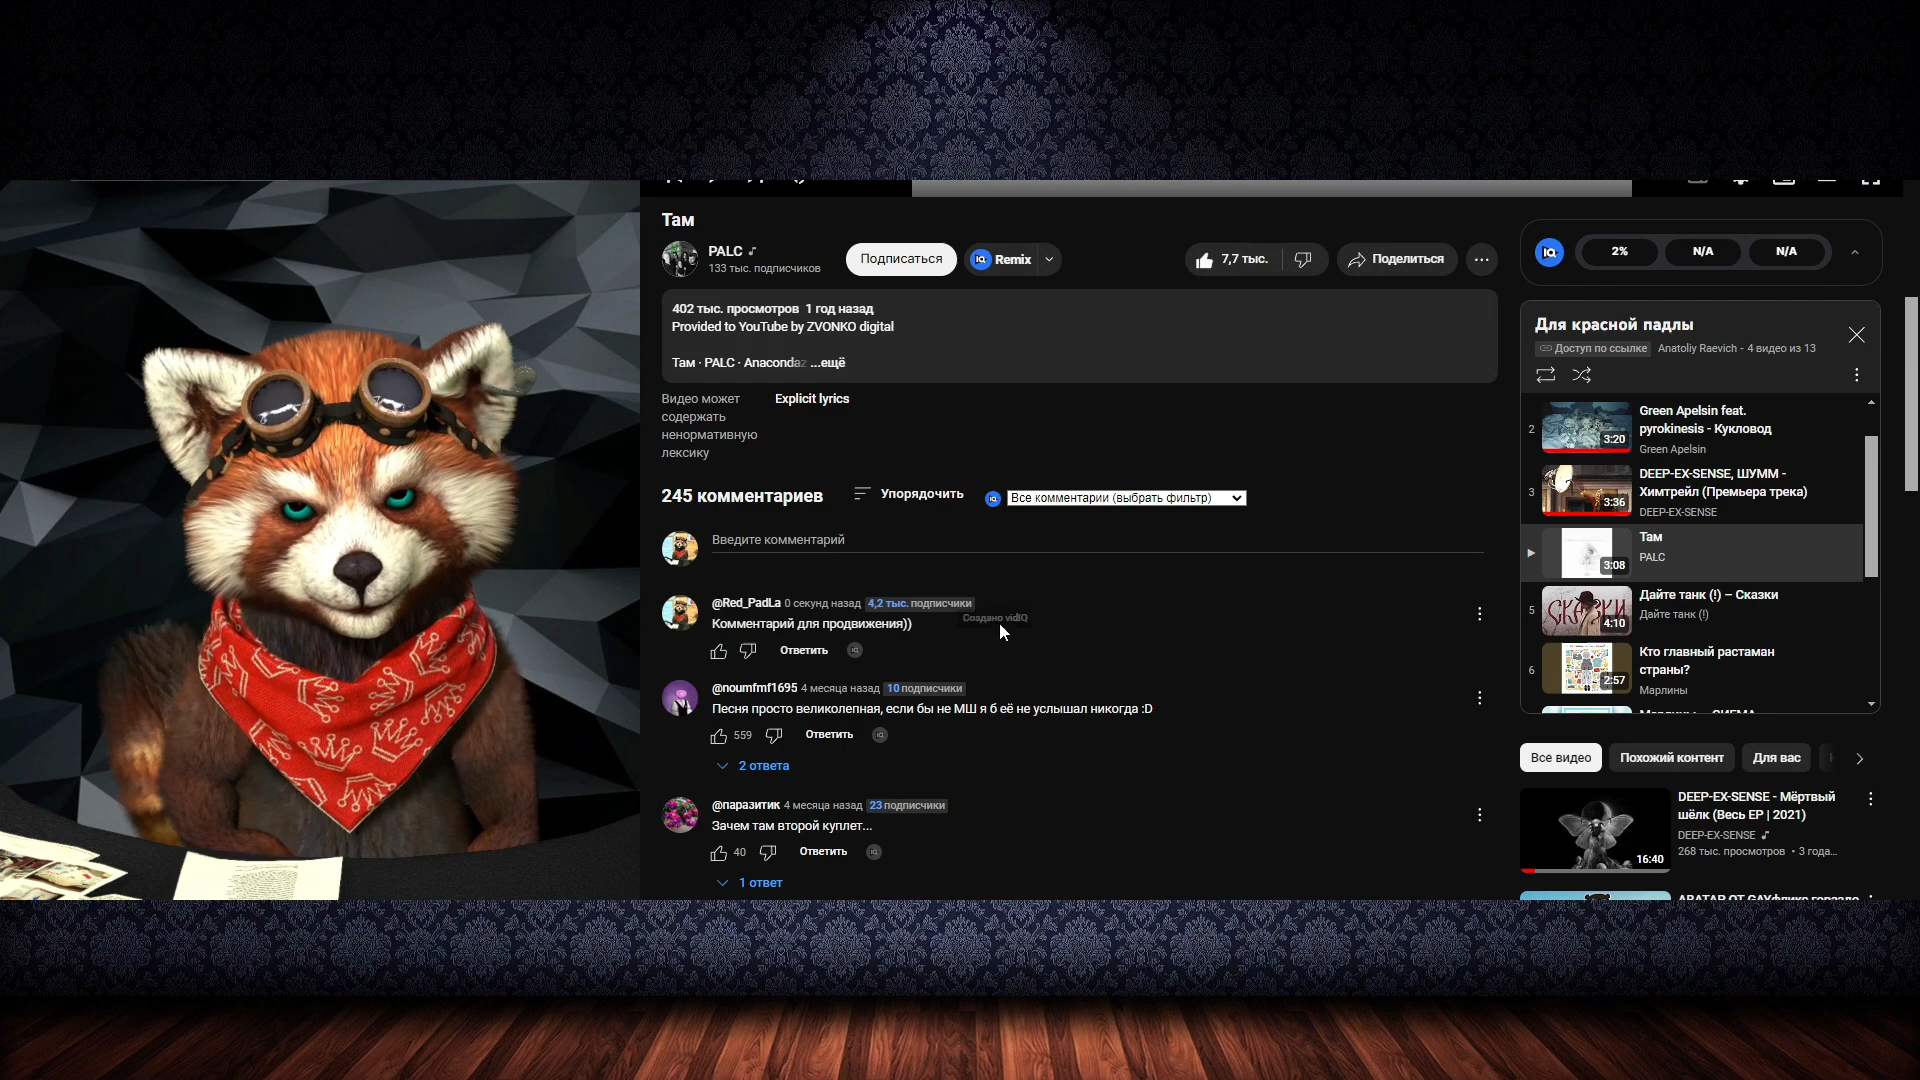 Там
PALC
133 тыс. подписчиков
Подписаться
Remix
7,7 тыс.
Поделиться
402 тыс. просмотров 1 год назад
Provided to YouTube by ZVONKO digital
Там · PALC · Anacondaz ...ещё
Видео может
содержать
ненормативную
лексику
Explicit lyrics
245 комментариев
Упорядочить
Все комментарии (выбрать фильтр)
Введите комментарий
@Red_PadLa 0 секунд назад 4,2 тыс. подписчики
Создано vidIQ
Комментарий для продвижения))
Ответить
@noumfmf1695 4 месяца назад 10 подписчики
Песня просто великолепная, если бы не МШ я б её не услышал никогда :D
559
Ответить
2 ответа
@паразитик 4 месяца назад 23 подписчики
Зачем там второй куплет...
40
Ответить
1 ответ
2%
N/A
N/A
Для красной падлы
Доступ по ссылке Anatoliy Raevich - 4 видео из 13
2
3:20
Green Apelsin feat.
pyrokinesis - Кукловод
Green Apelsin
3
3:36
DEEP-EX-SENSE, ШУММ -
Химтрейл (Премьера трека)
DEEP-EX-SENSE
3:08
Там
PALC
5
СКАЗКИ
4:10
Дайте танк (!) – Сказки
Дайте танк (!)
6
2:57
Кто главный растаман
страны?
Марлины
Все видео
Похожий контент
Для вас
16:40
DEEP-EX-SENSE - Мёртвый
шёлк (Весь EP | 2021)
DEEP-EX-SENSE
268 тыс. просмотров • 3 года...